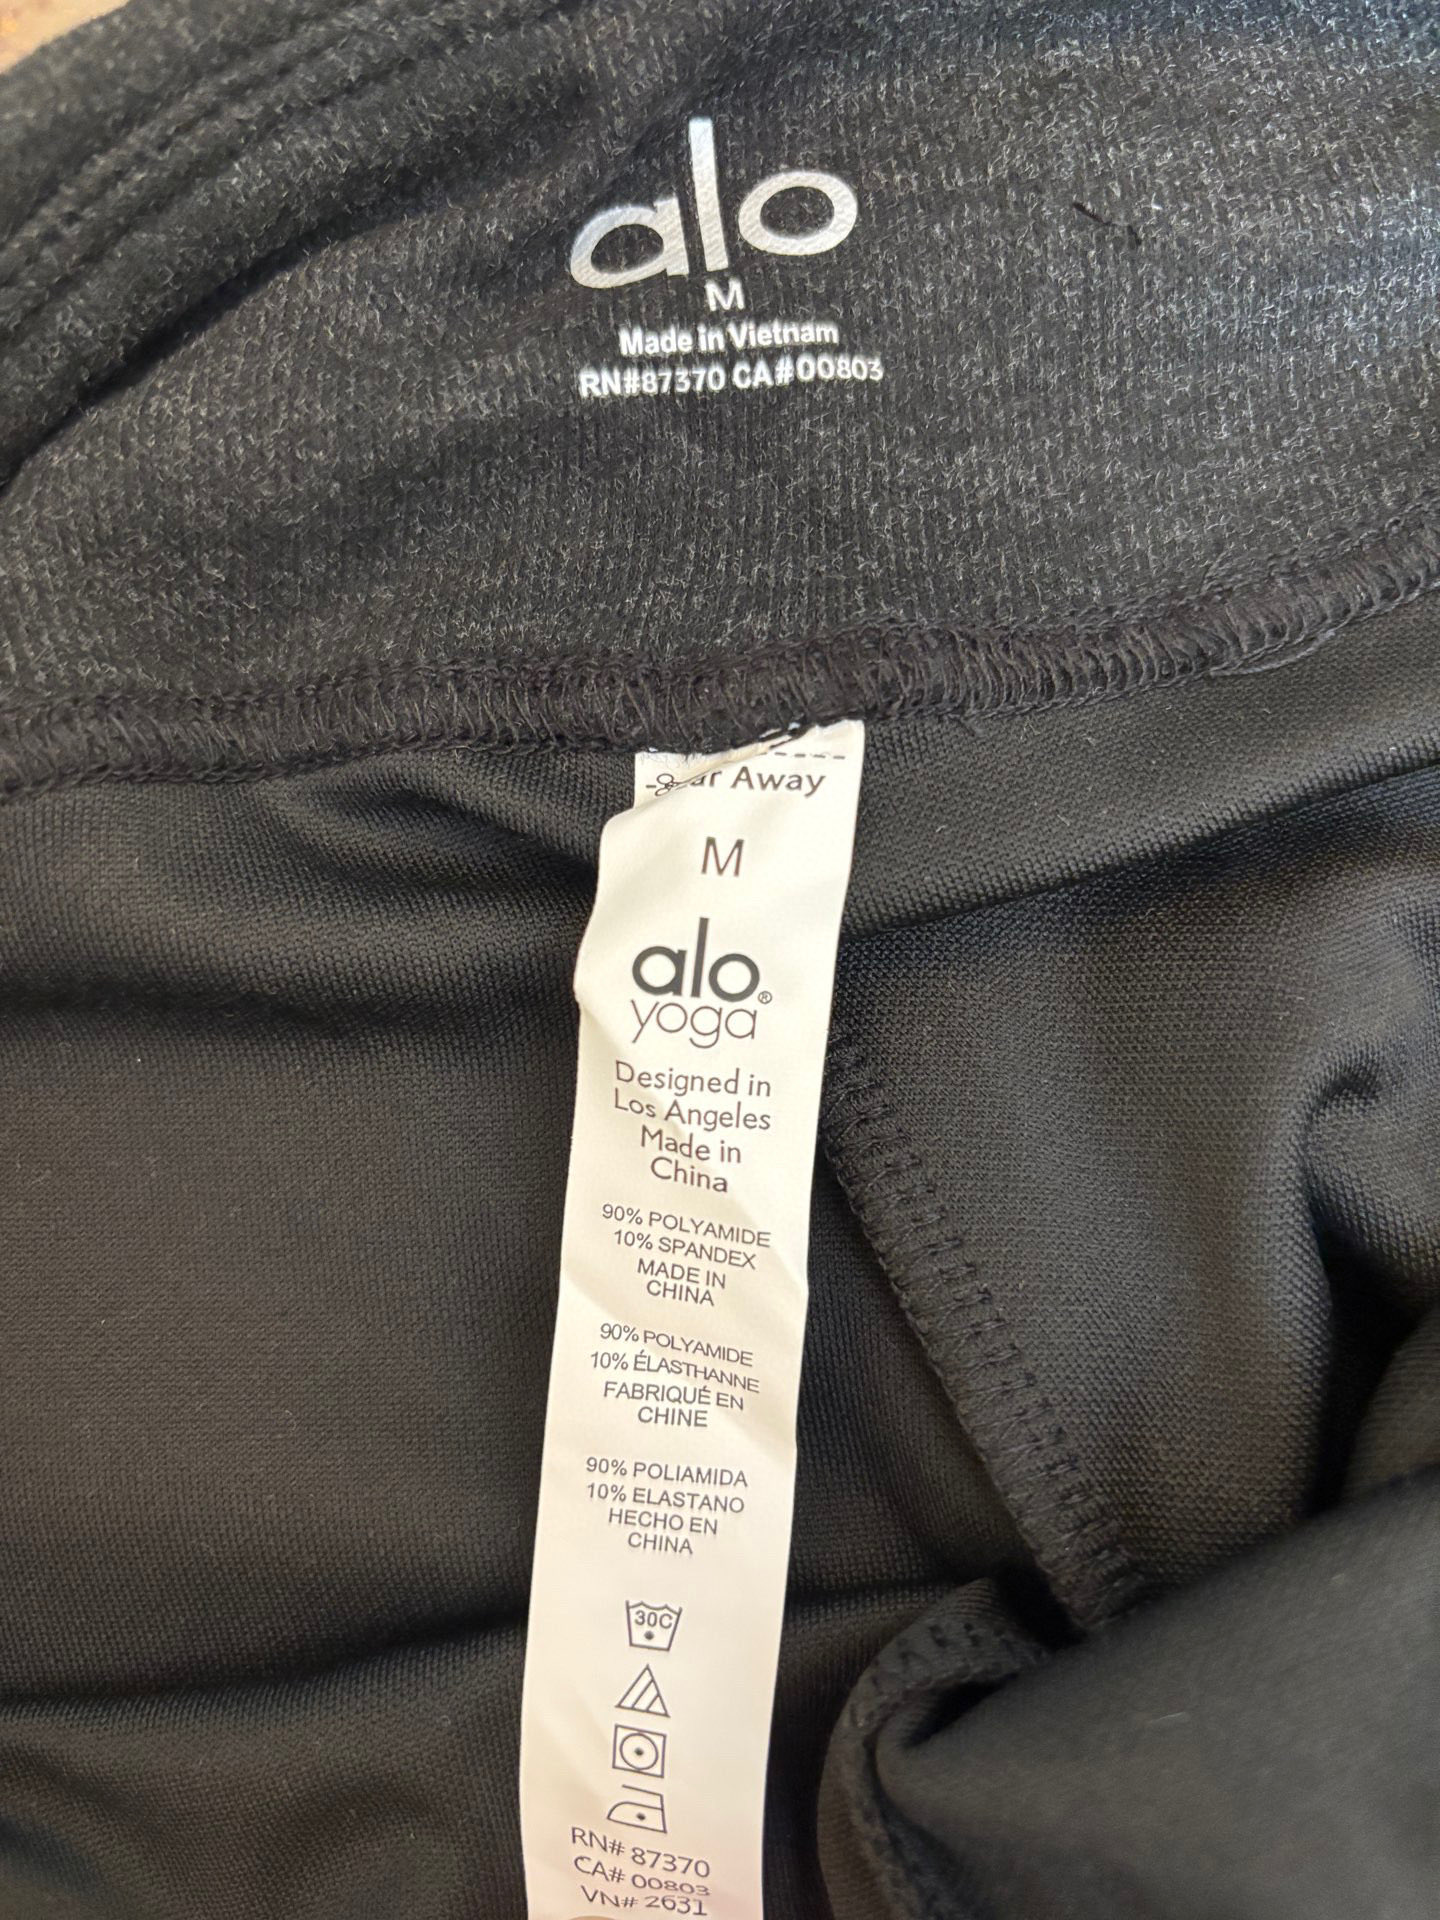 alo
M
Made in Vietnam
RN#87370 CA#00803
Away
M
alo®
yoga
Designed in
Los Angeles
Made in
China
90% POLYAMIDE
10% SPANDEX
MADE IN
CHINA
90% POLYAMIDE
10% ÉLASTHANNE
FABRIQUÉ EN
CHINE
90% POLIAMIDA
10% ELASTANO
HECHO EN
CHINA
30C
RN# 87370
CA# 00803
VN# 2631